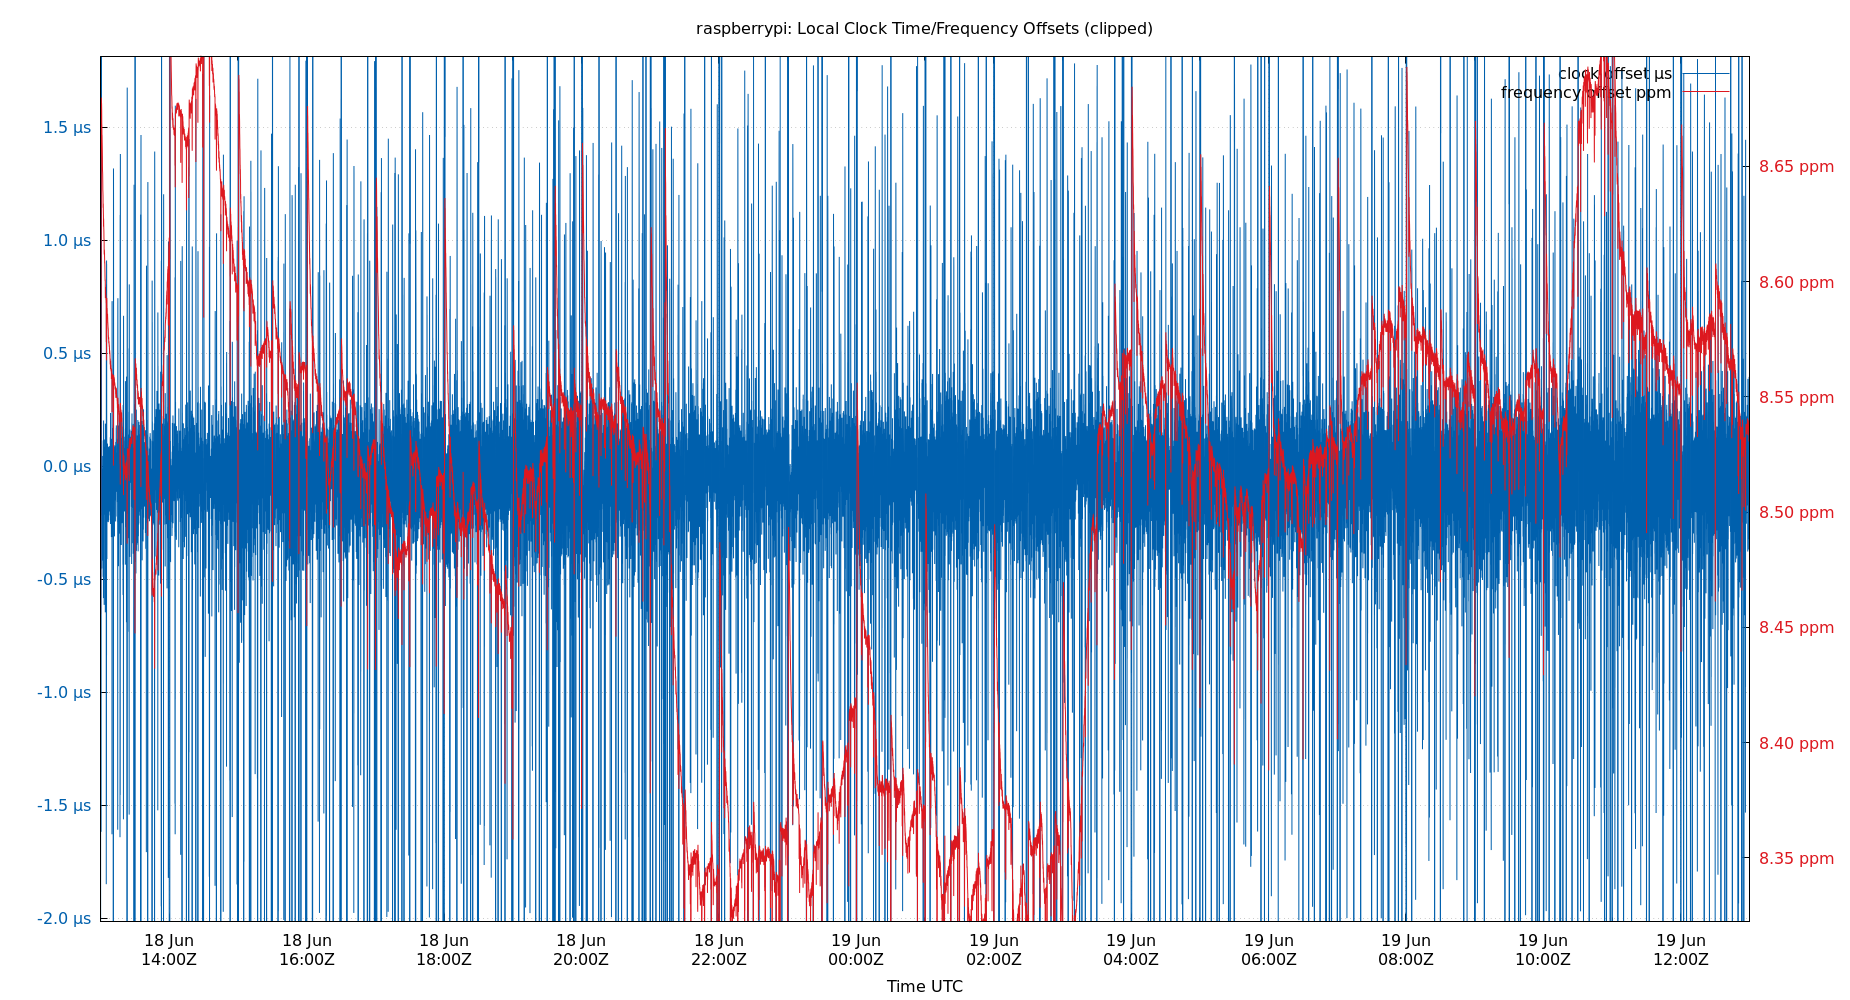 raspberrypi: Local Clock Time/Frequency Offsets (clipped)
clock offset µs
frequency offset ppm
1.5 µs
1.0 µs
0.5 µs
0.0 µs
-0.5 µs
-1.0 µs
-1.5 µs
-2.0 µs
8.65 ppm
8.60 ppm
8.55 ppm
8.50 ppm
8.45 ppm
8.40 ppm
8.35 ppm
18 Jun 18 Jun 18 Jun 18 Jun 18 Jun 19 Jun 19 Jun 19 Jun 19 Jun 19 Jun 19 Jun 19 Jun
14:00Z 16:00Z 18:00Z 20:00Z 22:00Z 00:00Z 02:00Z 04:00Z 06:00Z 08:00Z 10:00Z 12:00Z
Time UTC